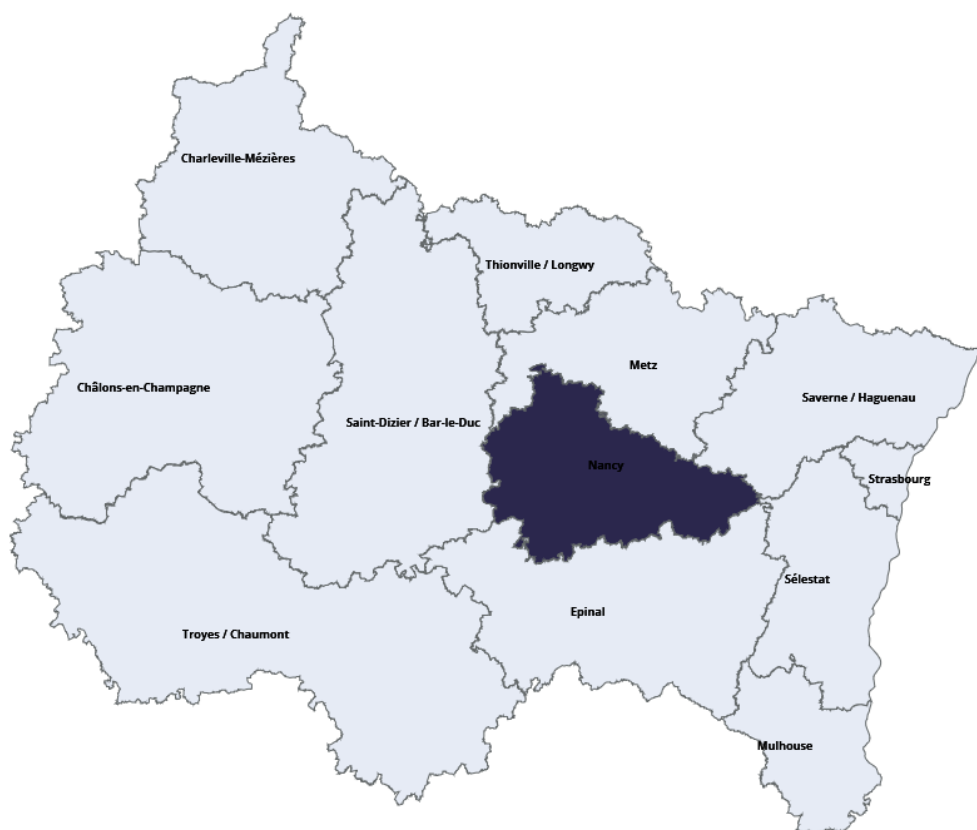 Charleville-Mézières
Thionville / Longwy
Metz
Châlons-en-Champagne
Saverne / Haguenau
Saint-Dizier / Bar-le-Duc
Nancy
Strasbourg
Sélestat
Epinal
Troyes / Chaumont
Mulhouse